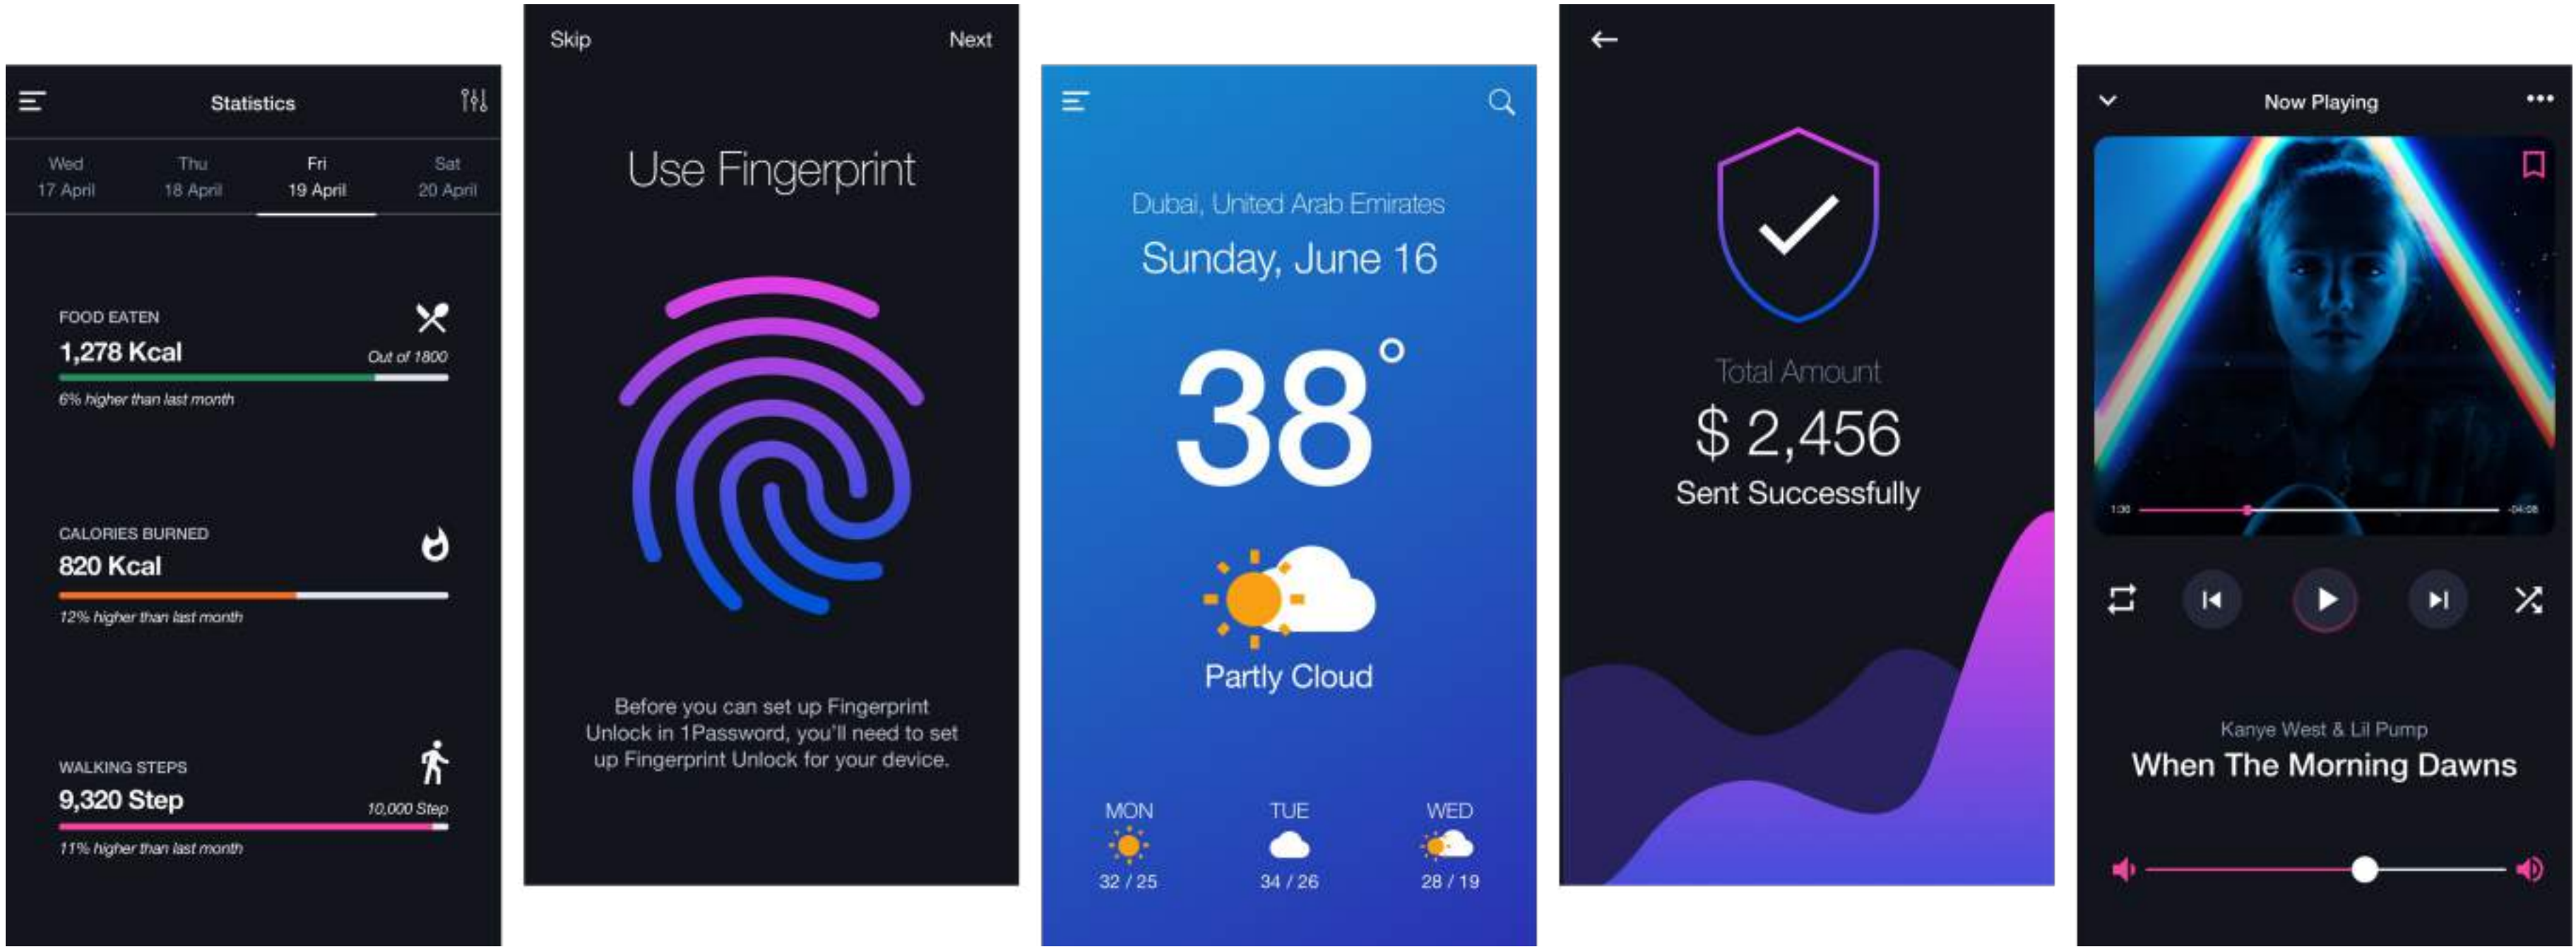 Statistics
Wed
17 April
Thu
18 April
Fri
19 April
Sat
20 April
FOOD EATEN
1,278 Kcal
Out of 1800
6% higher than last month
CALORIES BURNED
820 Kcal
12% higher than last month
WALKING STEPS
9,320 Step
10,000 Step
11% higher than last month
Skip
Next
Use Fingerprint
Before you can set up Fingerprint
Unlock in 1Password, you'll need to set
up Fingerprint Unlock for your device.
Dubai, United Arab Emirates
Sunday, June 16
38°
Partly Cloud
MON
32 / 25
TUE
34 / 26
WED
28 / 19
Total Amount
$ 2,456
Sent Successfully
Now Playing
1:36
-04:08
Kanye West & Lil Pump
When The Morning Dawns